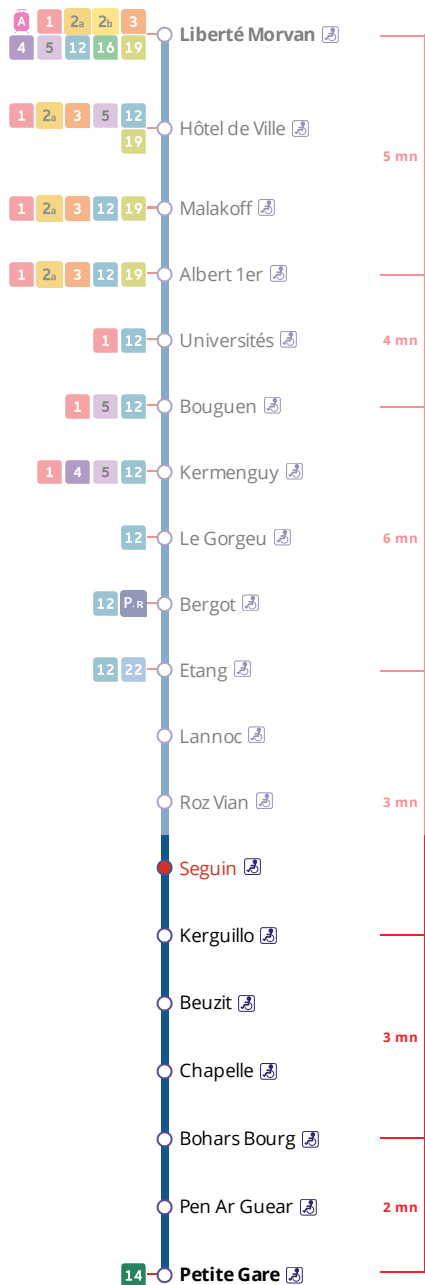 A 1 2a 2b 3
4 5 12 16 19
Liberté Morvan
1 2a 3 5 12
19
Hôtel de Ville
5 mn
1 2a 3 12 19
Malakoff
1 2a 3 12 19
Albert 1er
1 12
Universités
4 mn
1 5 12
Bouguen
1 4 5 12
Kermenguy
12
Le Gorgeu
6 mn
12 P.R
Bergot
12 22
Etang
Lannoc
Roz Vian
3 mn
Seguin
Kerguillo
Beuzit
3 mn
Chapelle
Bohars Bourg
Pen Ar Guear
2 mn
14
Petite Gare